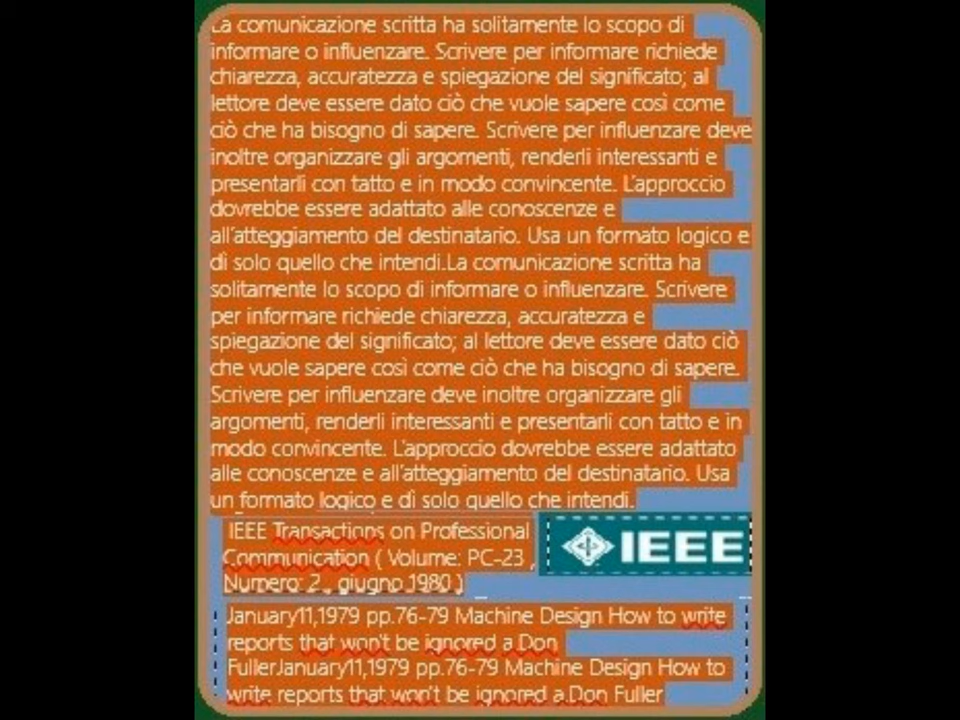 La comunicazione scritta ha solitamente lo scopo di
informare o influenzare. Scrivere per informare richiede
chiarezza, accuratezza e spiegazione del significato; al
lettore deve essere dato ciò che vuole sapere così come
ciò che ha bisogno di sapere. Scrivere per influenzare deve
inoltre organizzare gli argomenti, renderli interessanti e
presentarli con tatto e in modo convincente. L'approccio
dovrebbe essere adattato alle conoscenze e
all'atteggiamento del destinatario. Usa un formato logico e
dì solo quello che intendi.La comunicazione scritta ha
solitamente lo scopo di informare o influenzare. Scrivere
per informare richiede chiarezza, accuratezza e
spiegazione del significato; al lettore deve essere dato ciò
che vuole sapere così come ciò che ha bisogno di sapere.
Scrivere per influenzare deve inoltre organizzare gli
argomenti, renderli interessanti e presentarli con tatto e in
modo convincente. L'approccio dovrebbe essere adattato
alle conoscenze e all'atteggiamento del destinatario. Usa
un formato logico e dì solo quello che intendi.
IEEE Transactions on Professional
Communication ( Volume: PC-23 ,
Numero: 2 , giugno 1980 )
IEEE
January11,1979 pp.76-79 Machine Design How to write
reports that won't be ignored a.Don
FullerJanuary11,1979 pp.76-79 Machine Design How to
write reports that won't be ignored a.Don Fuller